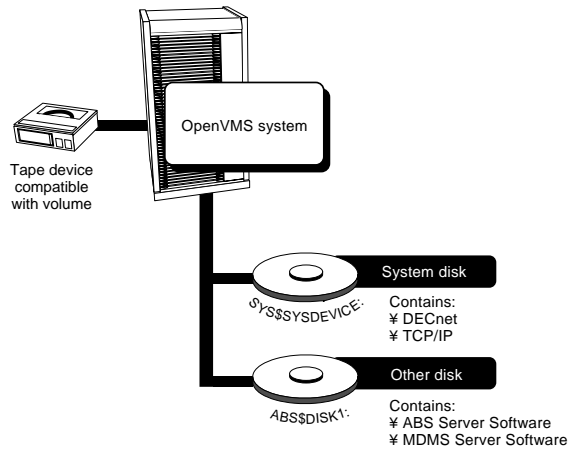 OpenVMS system
Tape device
compatible
with volume
System disk
SYS$SYSDEVICE:
Contains:
¥ DECnet
¥ TCP/IP
Other disk
ABS$DISK1:
Contains:
¥ ABS Server Software
¥ MDMS Server Software